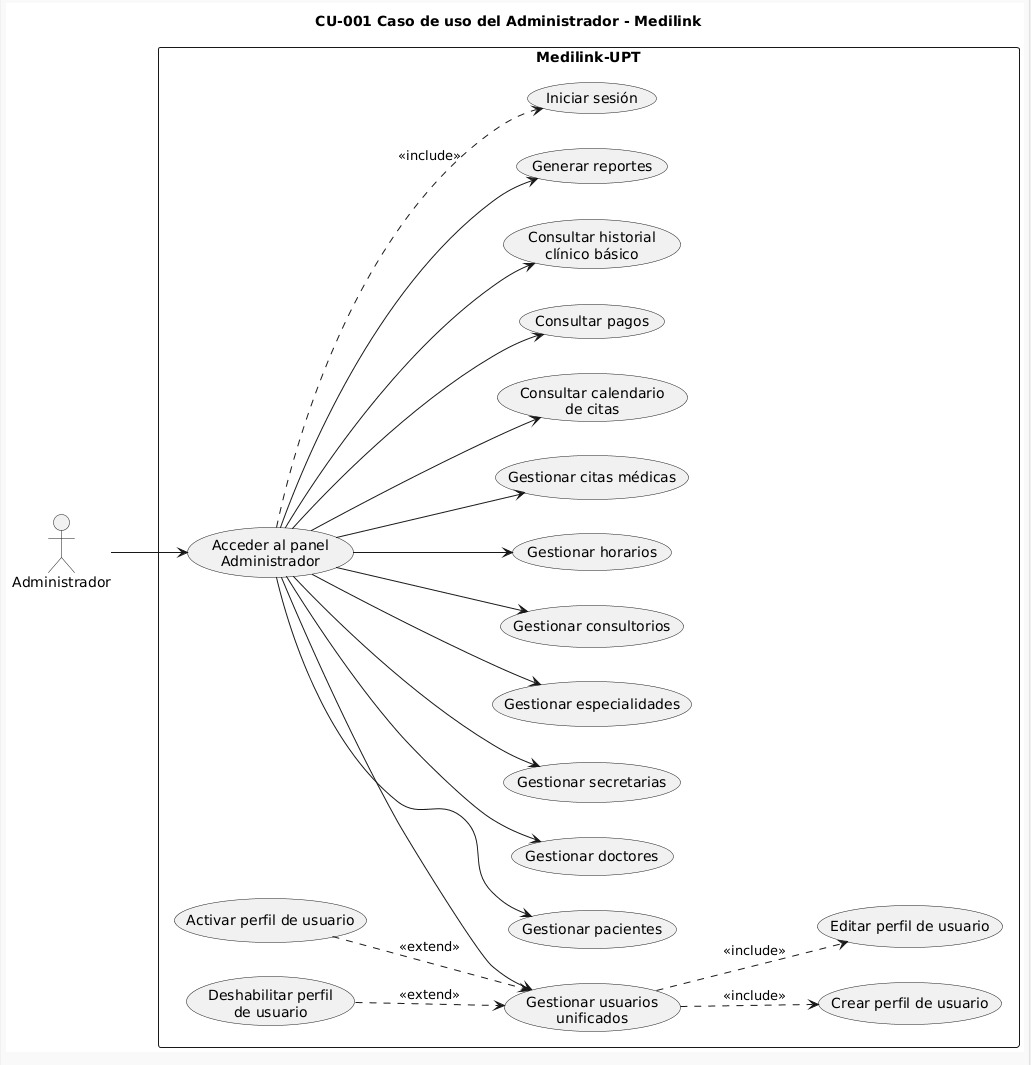 CU-001 Caso de uso del Administrador - Medilink
Medilink-UPT
Iniciar sesión
«include»
Generar reportes
Consultar historial
clínico básico
Consultar pagos
Consultar calendario
de citas
Gestionar citas médicas
Acceder al panel
Administrador
Gestionar horarios
Administrador
Gestionar consultorios
Gestionar especialidades
Gestionar secretarias
Gestionar doctores
Activar perfil de usuario
Gestionar pacientes
Editar perfil de usuario
«extend»
«include»
Deshabilitar perfil
de usuario
«extend»
Gestionar usuarios
unificados
«include»
Crear perfil de usuario